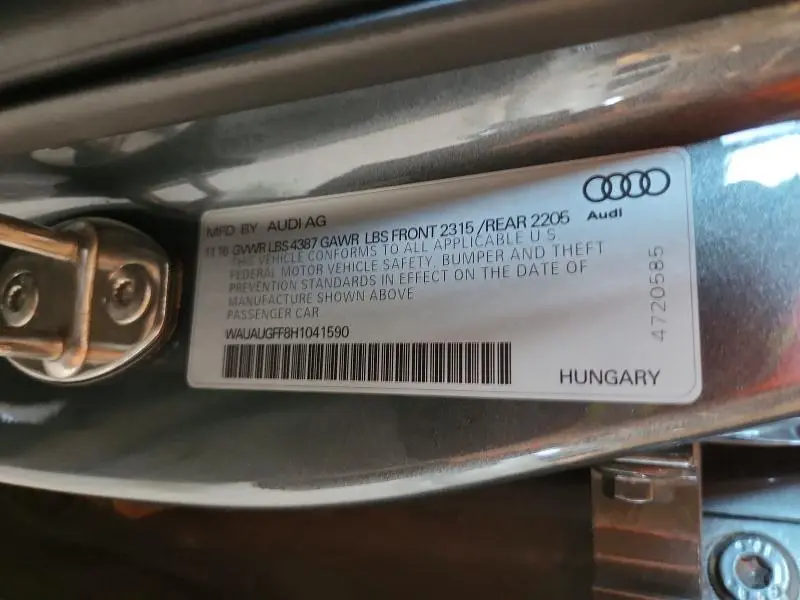 MFD BY AUDI AG
11 16 GVWR LBS 4387 GAWR LBS FRONT 2315 /REAR 2205
THIS VEHICLE CONFORMS TO ALL APPLICABLE U S
FEDERAL MOTOR VEHICLE SAFETY, BUMPER AND THEFT
PREVENTION STANDARDS IN EFFECT ON THE DATE OF
MANUFACTURE SHOWN ABOVE
PASSENGER CAR
WAUAUGFF8H1041590
HUNGARY
Audi
4720585